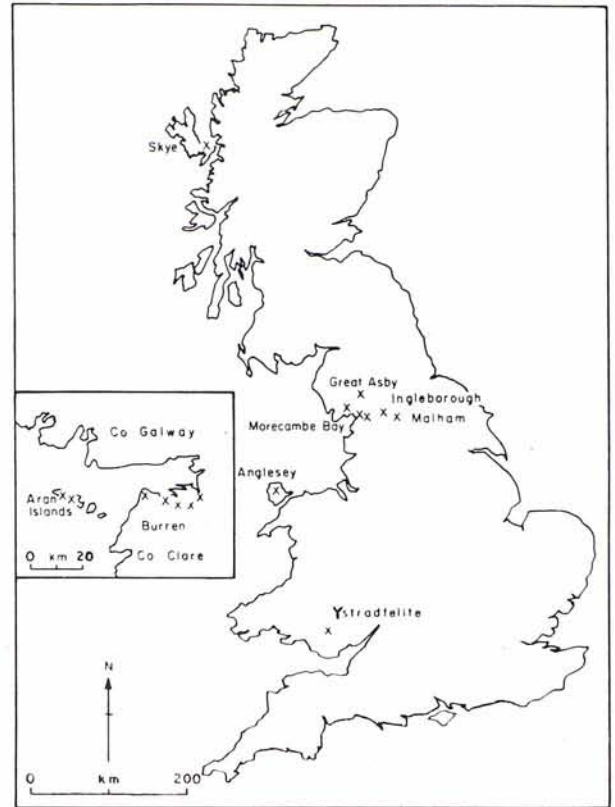 Skye x
Great Asby
x
x Ingleborough
x x x x Malham
Morecambe Bay
Anglesey
x
Co Galway
Aran x x
Islands
x x x x x
Burren
0 km 20
Co Clare
Ystradfelite
x
N
0 km 200